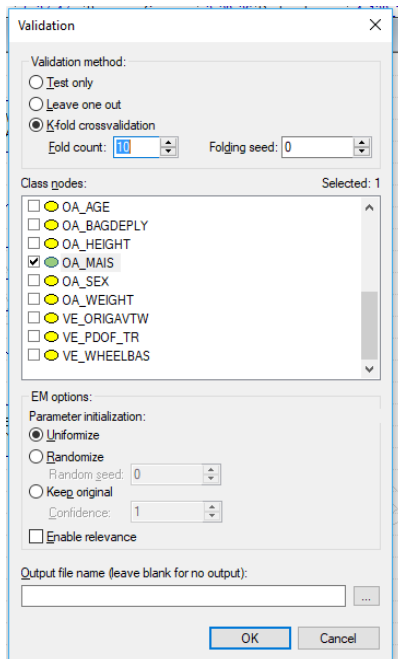 Validation
Validation method:
Test only
Leave one out
K-fold crossvalidation
Fold count: 10 Folding seed: 0
Class nodes: Selected: 1
OA_AGE
OA_BAGDEPLY
OA_HEIGHT
OA_MAIS
OA_SEX
OA_WEIGHT
VE_ORIGAVTW
VE_PDOF_TR
VE_WHEELBAS
EM options:
Parameter initialization:
Uniformize
Randomize
Random seed: 0
Keep original
Confidence: 1
Enable relevance
Output file name (leave blank for no output):
...
OK Cancel